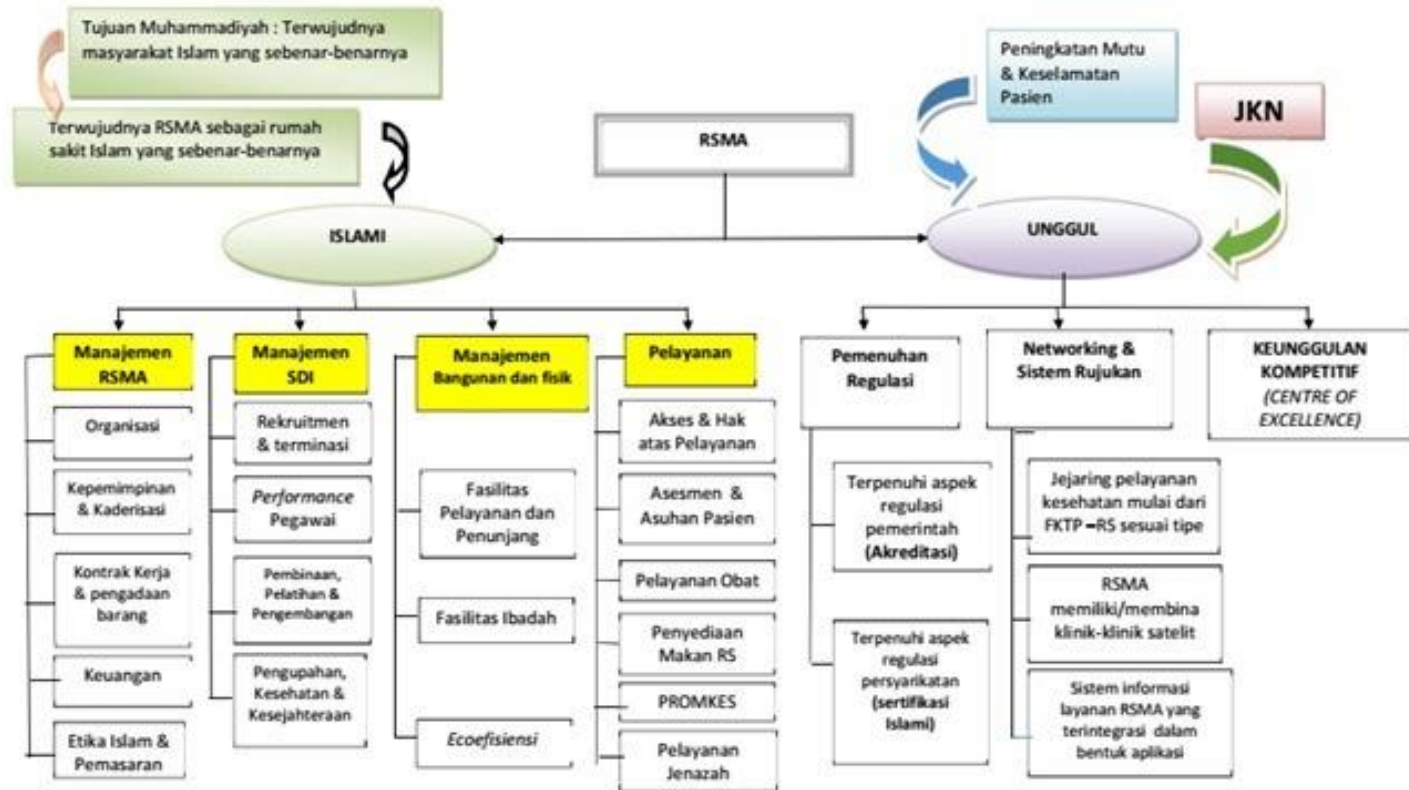 Tujuan Muhammadiyah : Terwujudnya
masyarakat Islam yang sebenar-benarnya
Terwujudnya RSMA sebagai rumah
sakit Islam yang sebenar-benarnya
RSMA
Peningkatan Mutu
& Keselamatan
Pasien
JKN
ISLAMI
UNGGUL
Manajemen
RSMA
Organisasi
Kepemimpinan
& Kaderisasi
Kontrak Kerja
& pengadaan
barang
Keuangan
Etika Islam &
Pemasaran
Manajemen
SDI
Rekruitmen
& terminasi
Performance
Pegawai
Pembinaan,
Pelatihan &
Pengembangan
Pengupahan,
Kesehatan &
Kesejahteraan
Manajemen
Bangunan dan fisik
Fasilitas
Pelayanan dan
Penunjang
Fasilitas Ibadah
Ecoefisiensi
Pelayanan
Akses & Hak
atas Pelayanan
Asesmen &
Asuhan Pasien
Pelayanan Obat
Penyediaan
Makan RS
PROMKES
Pelayanan
Jenazah
Pemenuhan
Regulasi
Terpenuhi aspek
regulasi
pemerintah
(Akreditasi)
Terpenuhi aspek
regulasi
persyarikatan
(sertifikasi
Islami)
Networking &
Sistem Rujukan
Jejaring pelayanan
kesehatan mulai dari
FKTP –RS sesuai tipe
RSMA
memiliki/membina
klinik-klinik satelit
Sistem informasi
layanan RSMA yang
terintegrasi dalam
bentuk aplikasi
KEUNGGULAN
KOMPETITIF
(CENTRE OF
EXCELLENCE)